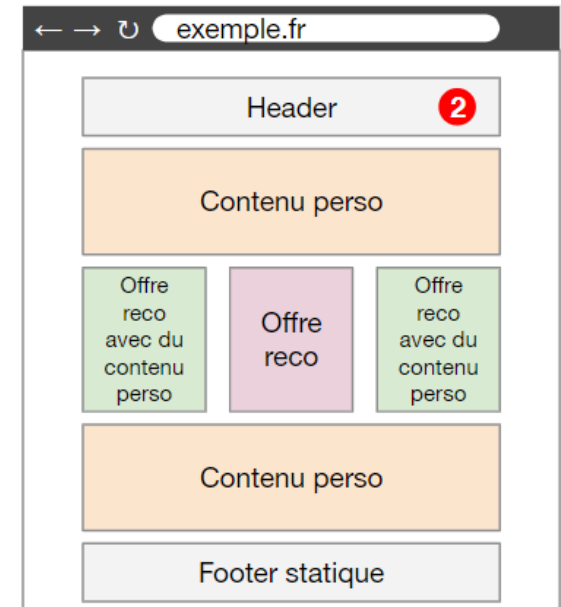 ← → ↻ exemple.fr
Header 2
Contenu perso
Offre
reco
avec du
contenu
perso
Offre
reco
Offre
reco
avec du
contenu
perso
Contenu perso
Footer statique